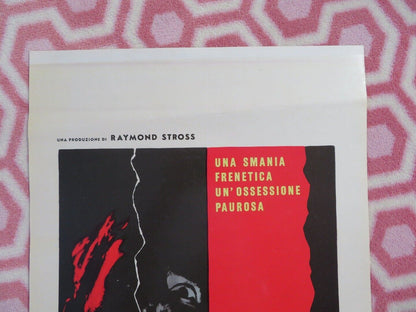 UNA PRODUZIONE DI RAYMOND STROSS
UNA SMANIA
FRENETICA
UN'OSSESSIONE
PAUROSA